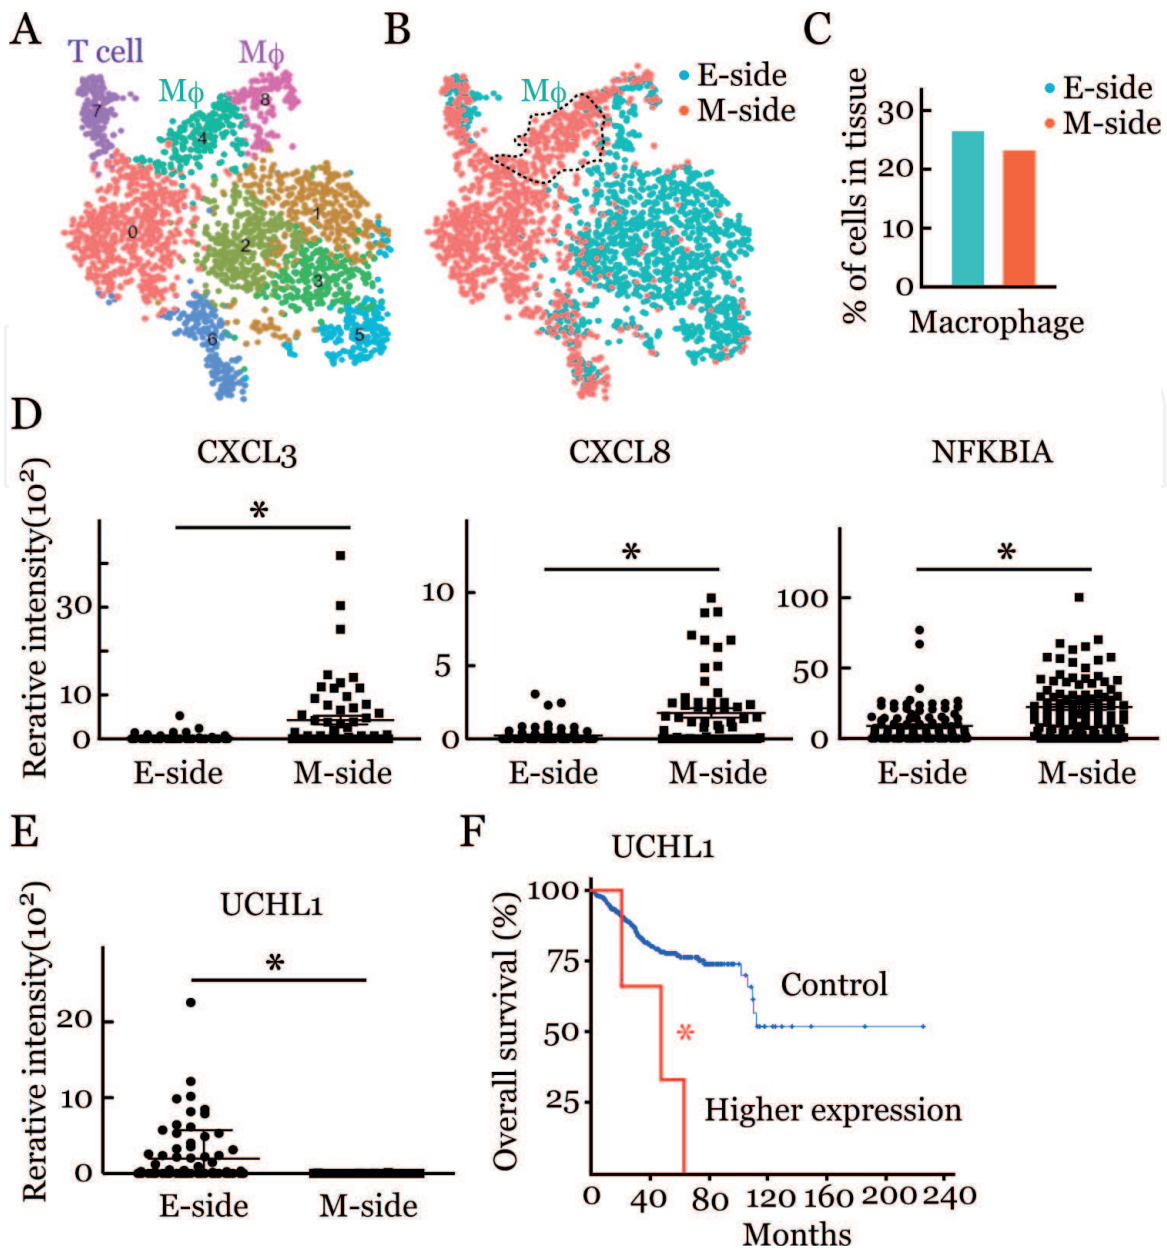 A
B
C
T cell
Mϕ
Mϕ
7
8
4
0
1
2
3
5
6
Mϕ
E-side
M-side
E-side
M-side
% of cells in tissue
30
20
10
0
Macrophage
D
CXCL3
CXCL8
NFKBIA
Rerative intensity(10²)
*
30
10
0
E-side
M-side
*
10
5
0
E-side
M-side
*
100
50
0
E-side
M-side
E
UCHL1
Rerative intensity(10²)
*
20
10
0
E-side
M-side
F
UCHL1
Overall survival (%)
100
75
50
25
Control
*
Higher expression
0 40 80 120 160 200 240
Months